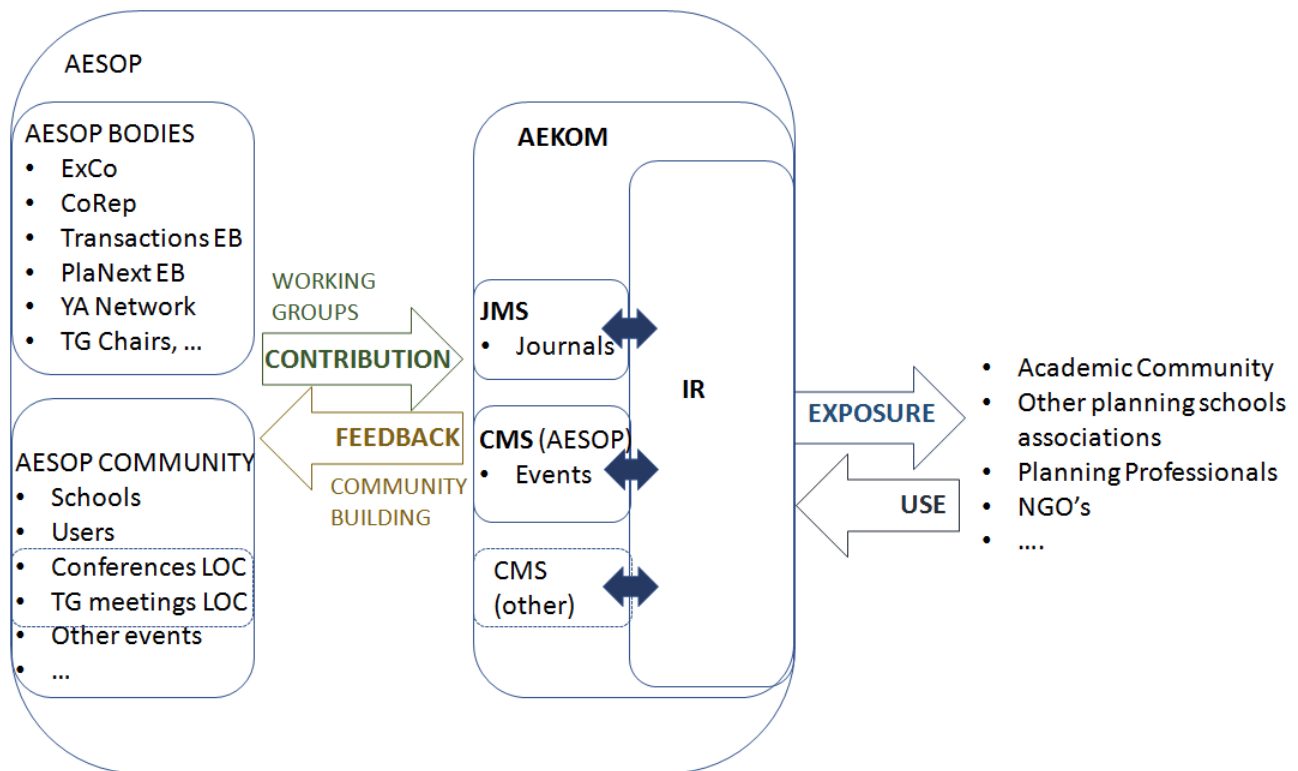 AESOP
AESOP BODIES
• ExCo
• CoRep
• Transactions EB
• PlaNext EB
• YA Network
• TG Chairs, ...
AESOP COMMUNITY
• Schools
• Users
• Conferences LOC
• TG meetings LOC
• Other events
• ...
WORKING
GROUPS
CONTRIBUTION
FEEDBACK
COMMUNITY
BUILDING
AEKOM
JMS
• Journals
CMS (AESOP)
• Events
CMS
(other)
IR
EXPOSURE
USE
• Academic Community
• Other planning schools
associations
• Planning Professionals
• NGO's
• ....